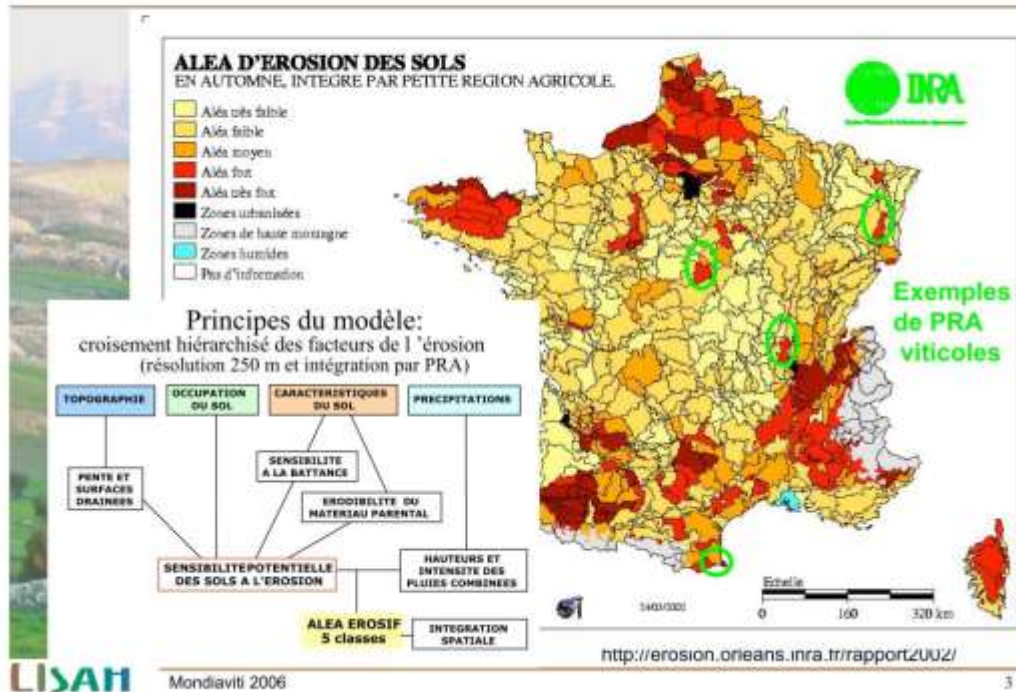 ALEA D'EROSION DES SOLS
EN AUTOMNE, INTEGRE PAR PETITE REGION AGRICOLE.
Aléa très faible
Aléa faible
Aléa moyen
Aléa fort
Aléa très fort
Zones urbanisées
Zones de haute montagne
Zones humides
Pas d'information
INRA
Exemples
de PRA
viticoles
Principes du modèle:
croisement hiérarchisé des facteurs de l 'érosion
(résolution 250 m et intégration par PRA)
TOPOGRAPHIE
OCCUPATION
DU SOL
CARACTERISTIQUES
DU SOL
PRECIPITATIONS
SENSIBILITE
A LA BATTANCE
PENTE ET
SURFACES
DRAINEES
ERODIBILITE DU
MATERIAU PARENTAL
SENSIBILITE POTENTIELLE
DES SOLS A L'EROSION
HAUTEURS ET
INTENSITE DES
PLUIES COMBINEES
ALEA EROSIF
5 classes
INTEGRATION
SPATIALE
Echelle
0 160 320 km
http://erosion.orleans.inra.fr/rapport2002/
LISAH
Mondiaviti 2006
3